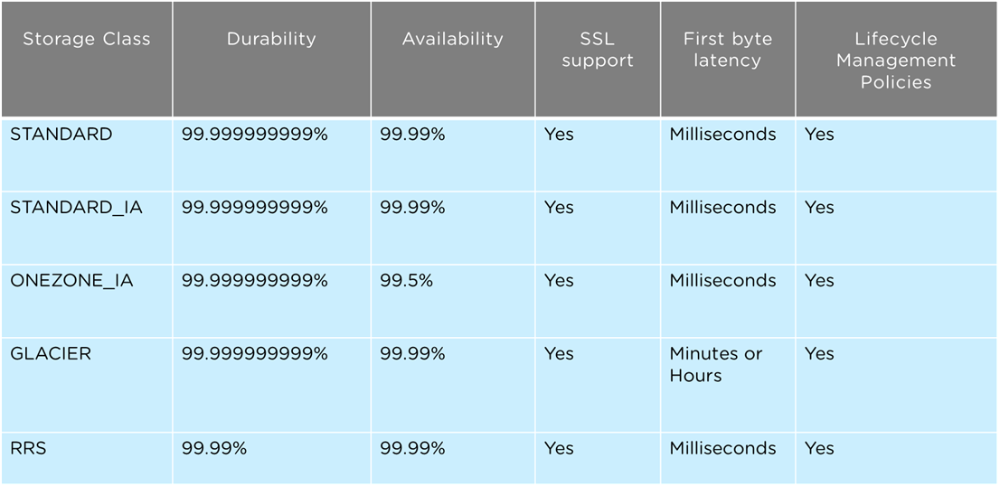 Storage Class
Durability
Availability
SSL
support
First byte
latency
Lifecycle
Management
Policies
STANDARD
99.999999999%
99.99%
Yes
Milliseconds
Yes
STANDARD_IA
99.999999999%
99.99%
Yes
Milliseconds
Yes
ONEZONE_IA
99.999999999%
99.5%
Yes
Milliseconds
Yes
GLACIER
99.999999999%
99.99%
Yes
Minutes or
Hours
Yes
RRS
99.99%
99.99%
Yes
Milliseconds
Yes